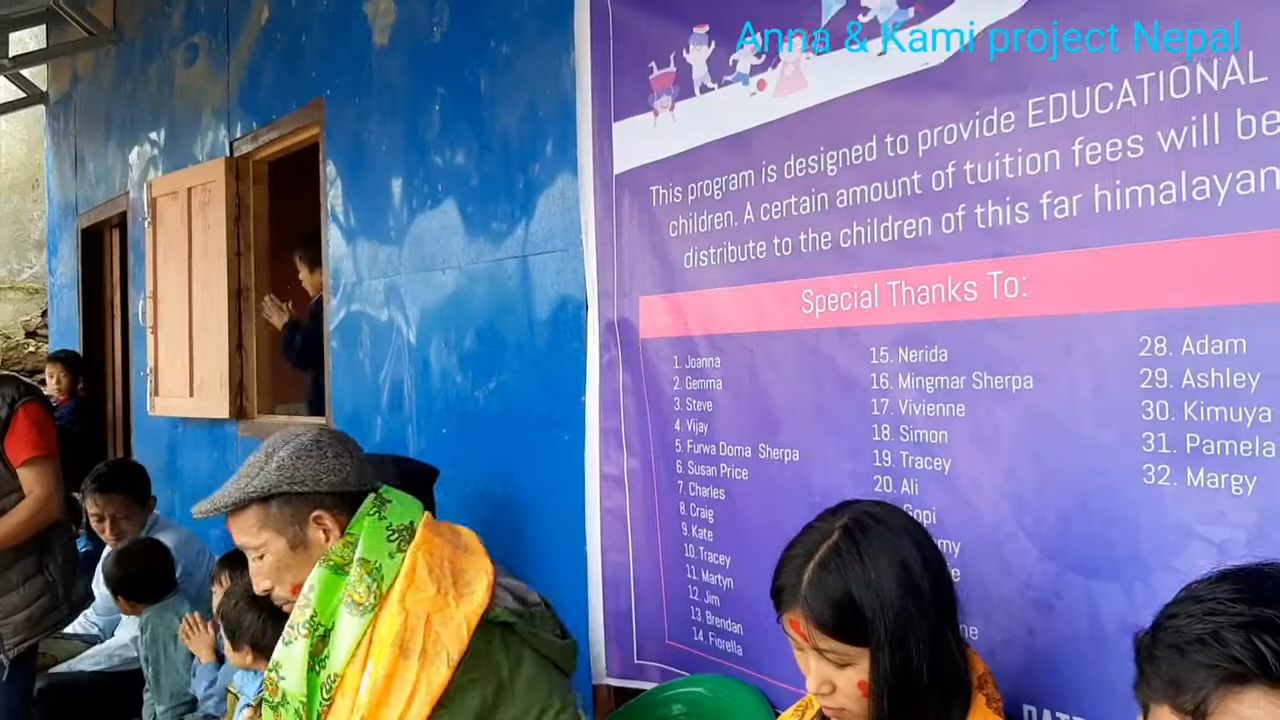 Anna & Kami project Nepal
This program is designed to provide EDUCATIONAL
children. A certain amount of tuition fees will be
distribute to the children of this far himalayan
Special Thanks To:
1. Joanna
2. Gemma
3. Steve
4. Vijay
5. Furwa Doma Sherpa
6. Susan Price
7. Charles
8. Craig
9. Kate
10. Tracey
11. Martyn
12. Jim
13. Brendan
14. Fiorella
15. Nerida
16. Mingmar Sherpa
17. Vivienne
18. Simon
19. Tracey
20. Ali
Gopi
28. Adam
29. Ashley
30. Kimuya
31. Pamela
32. Margy